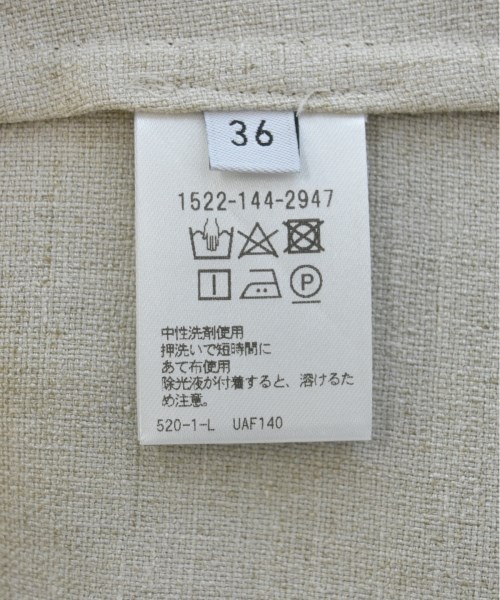 36
1522-144-2947
P
中性洗剤使用
押洗いで短時間に
あて布使用
除光液が付着すると、溶けるた
め注意。
520-1-L UAF140